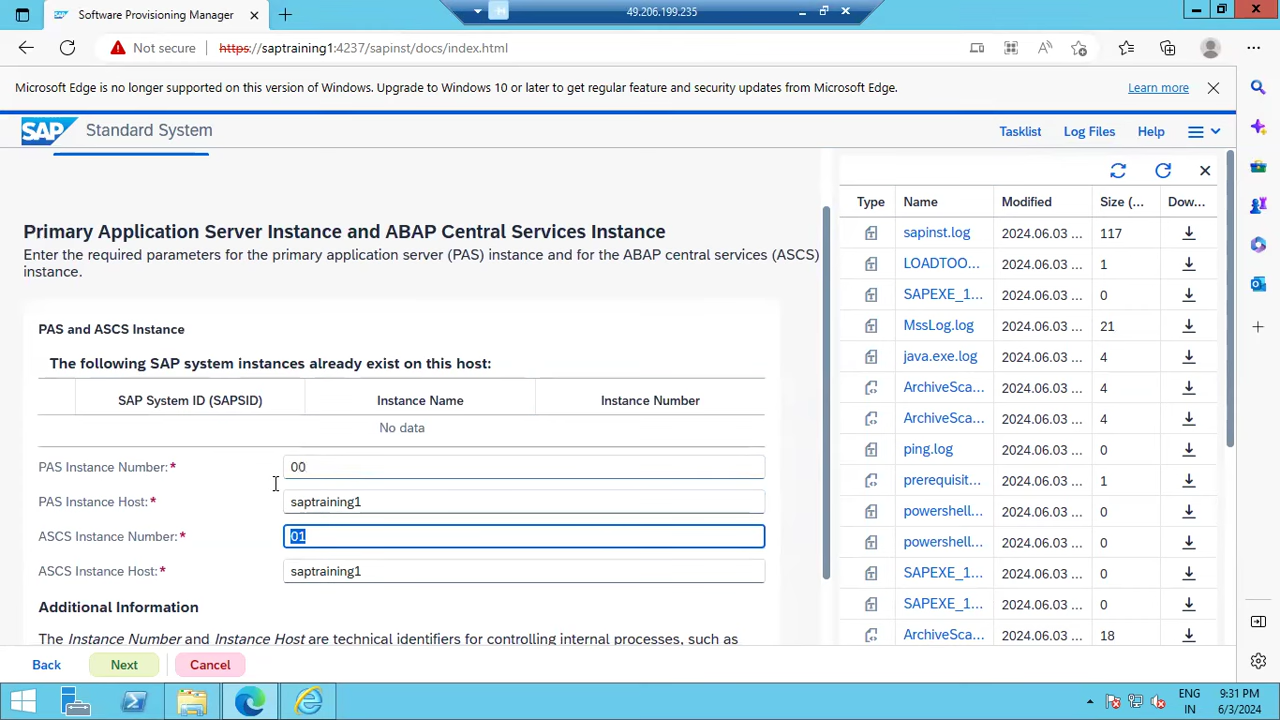 Software Provisioning Manager
49.206.199.235
Not secure
https://saptraining1:4237/sapinst/docs/index.html
Microsoft Edge is no longer supported on this version of Windows. Upgrade to Windows 10 or later to get regular feature and security updates from Microsoft Edge.
Learn more
SAP
Standard System
Tasklist
Log Files
Help
Primary Application Server Instance and ABAP Central Services Instance
Enter the required parameters for the primary application server (PAS) instance and for the ABAP central services (ASCS)
instance.
PAS and ASCS Instance
The following SAP system instances already exist on this host:
SAP System ID (SAPSID) Instance Name Instance Number
No data
PAS Instance Number:* 00
PAS Instance Host:* saptraining1
ASCS Instance Number:* 01
ASCS Instance Host:* saptraining1
Additional Information
The Instance Number and Instance Host are technical identifiers for controlling internal processes, such as
Back Next Cancel
Type Name Modified Size (... Dow...
sapinst.log 2024.06.03 ... 117
LOADTOO... 2024.06.03 ... 1
SAPEXE_1... 2024.06.03 ... 0
MssLog.log 2024.06.03 ... 21
java.exe.log 2024.06.03 ... 4
ArchiveSca... 2024.06.03 ... 4
ArchiveSca... 2024.06.03 ... 4
ping.log 2024.06.03 ... 0
prerequisit... 2024.06.03 ... 1
powershell... 2024.06.03 ... 0
powershell... 2024.06.03 ... 0
SAPEXE_1... 2024.06.03 ... 0
SAPEXE_1... 2024.06.03 ... 0
ArchiveSca... 2024.06.03 ... 18
ENG
IN
9:31 PM
6/3/2024